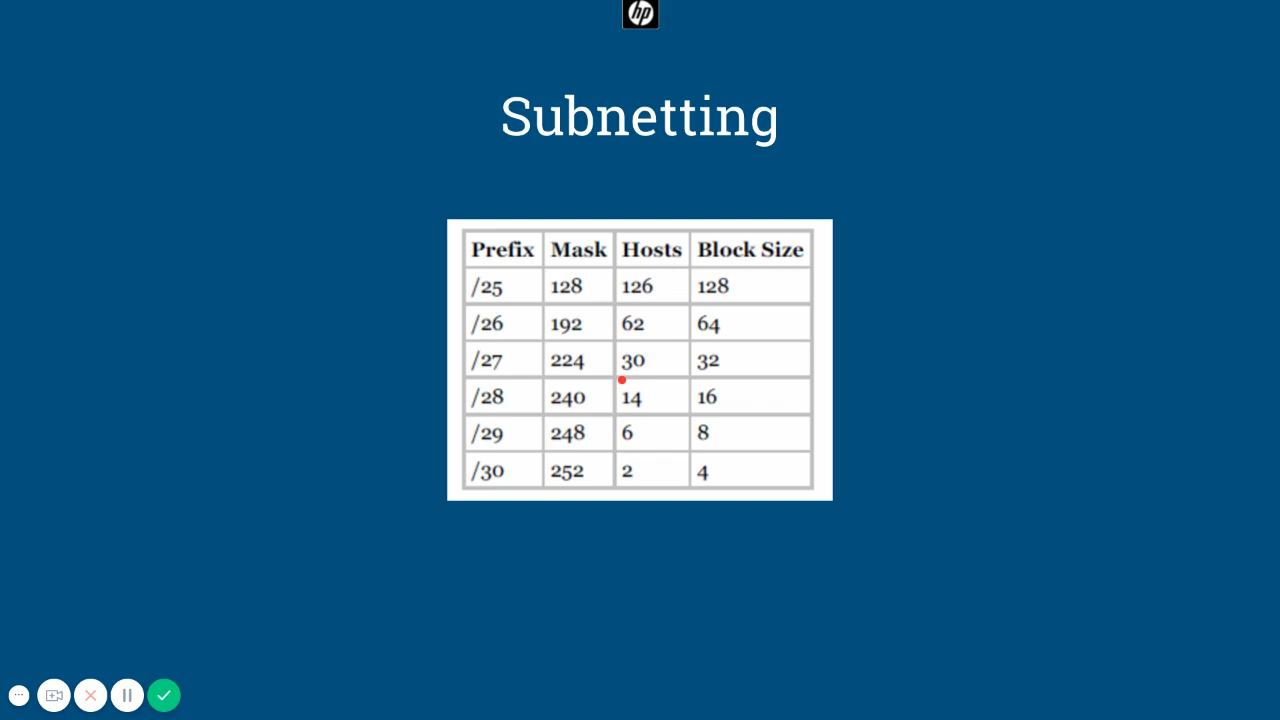 hp
Subnetting
Prefix Mask Hosts Block Size
/25 128 126 128
/26 192 62 64
/27 224 30 32
/28 240 14 16
/29 248 6 8
/30 252 2 4